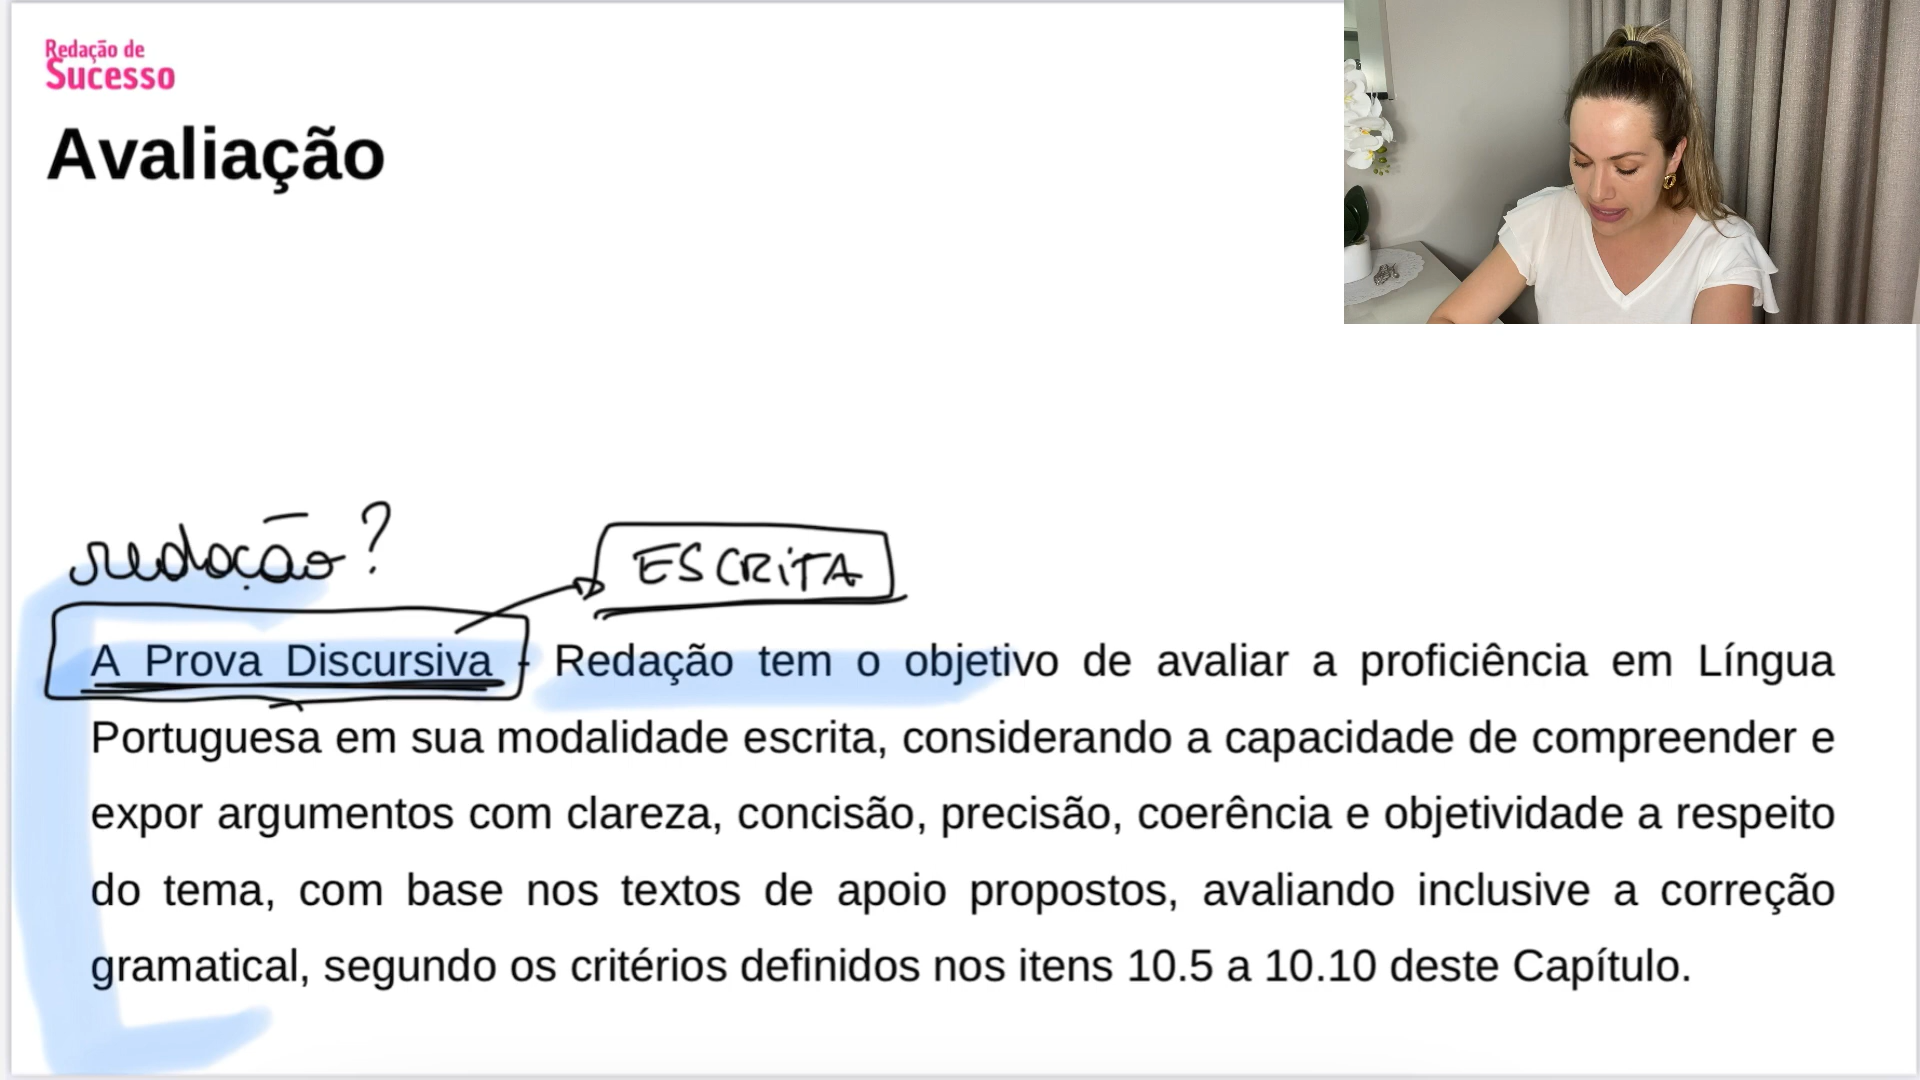 Redação de
Sucesso
Avaliação
redação?
ESCRITA
A Prova Discursiva - Redação tem o objetivo de avaliar a proficiência em Língua
Portuguesa em sua modalidade escrita, considerando a capacidade de compreender e
expor argumentos com clareza, concisão, precisão, coerência e objetividade a respeito
do tema, com base nos textos de apoio propostos, avaliando inclusive a correção
gramatical, segundo os critérios definidos nos itens 10.5 a 10.10 deste Capítulo.